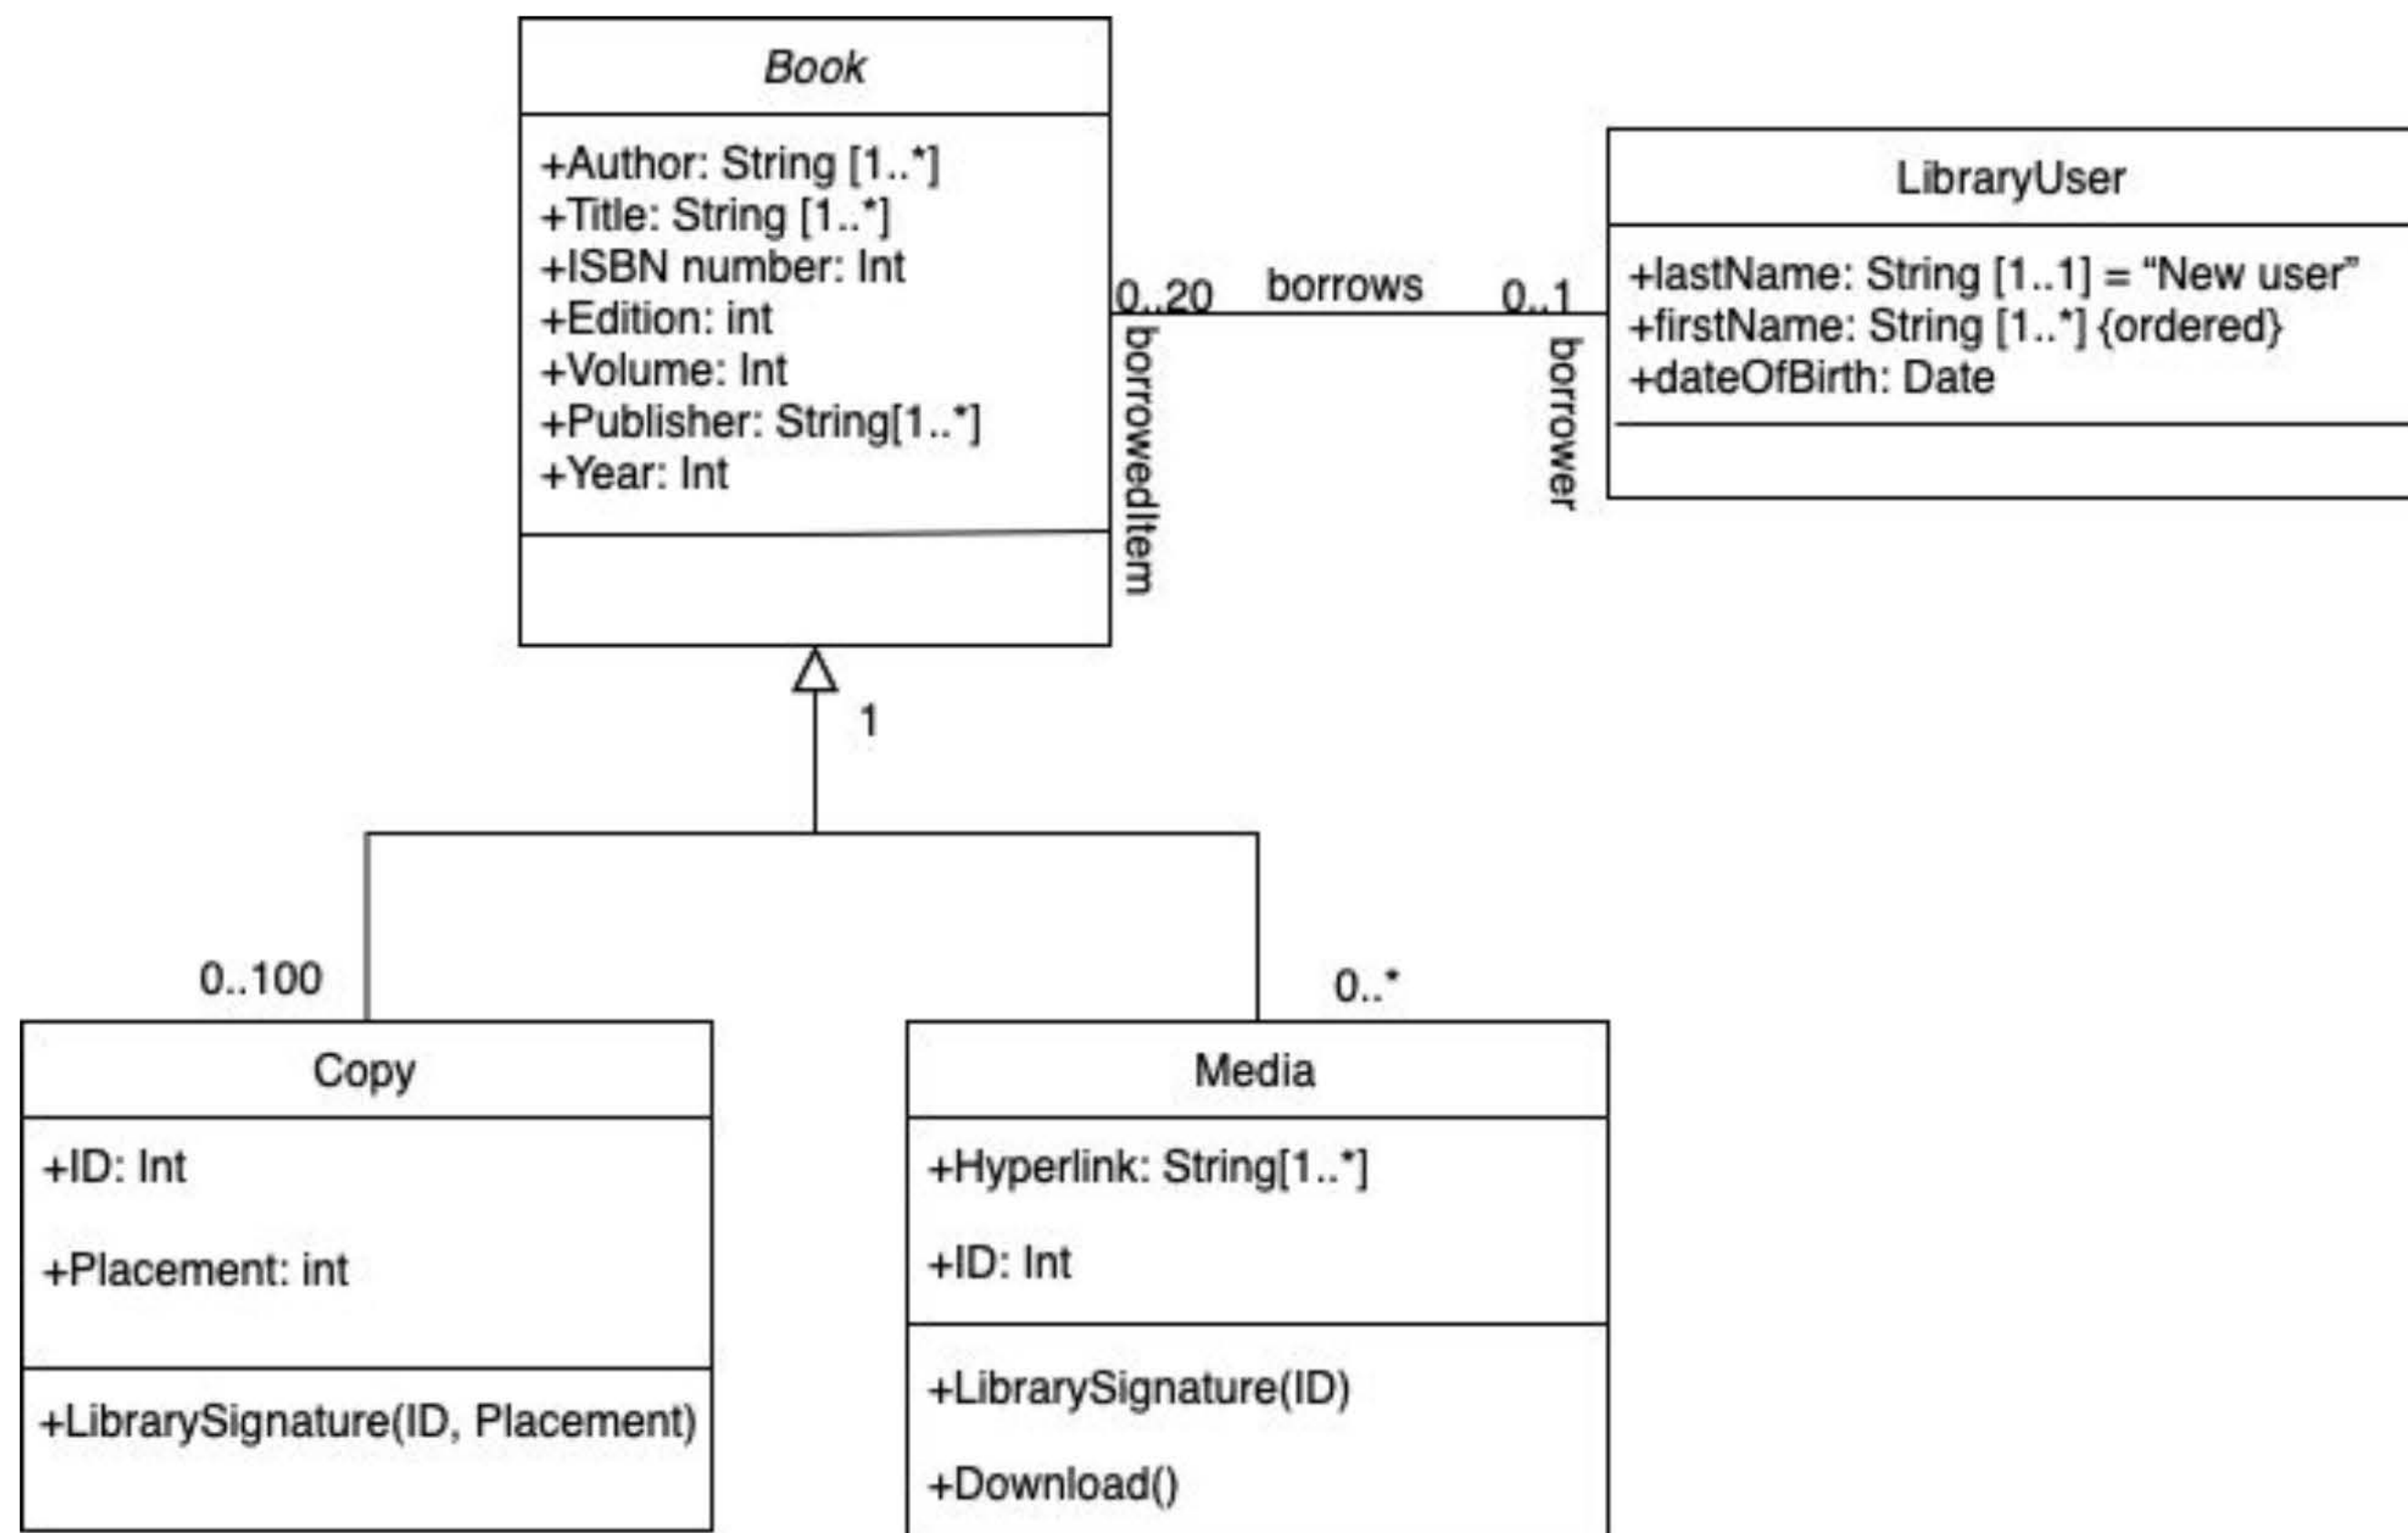 Book
+Author: String [1..*]
+Title: String [1..*]
+ISBN number: Int
+Edition: int
+Volume: Int
+Publisher: String[1..*]
+Year: Int
0..20
borrows
0..1
borrowedItem
borrower
LibraryUser
+lastName: String [1..1] = “New user”
+firstName: String [1..*] {ordered}
+dateOfBirth: Date
1
0..100
0..*
Copy
+ID: Int
+Placement: int
+LibrarySignature(ID, Placement)
Media
+Hyperlink: String[1..*]
+ID: Int
+LibrarySignature(ID)
+Download()